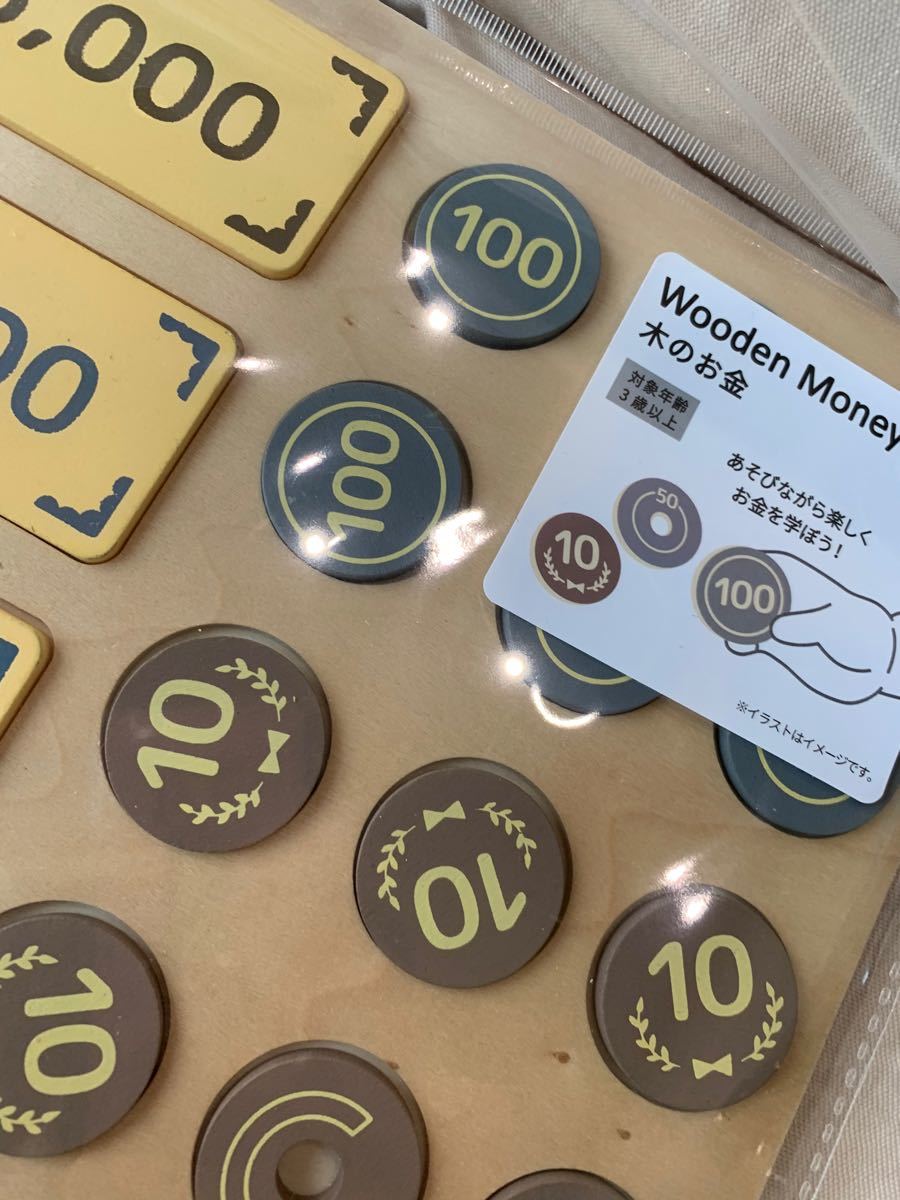 ,000
00
100
100
10
10
10
10
Wooden Money
木のお金
対象年齢
3歳以上
あそびながら楽しく
お金を学ぼう！
10
50
100
※イラストはイメージです。